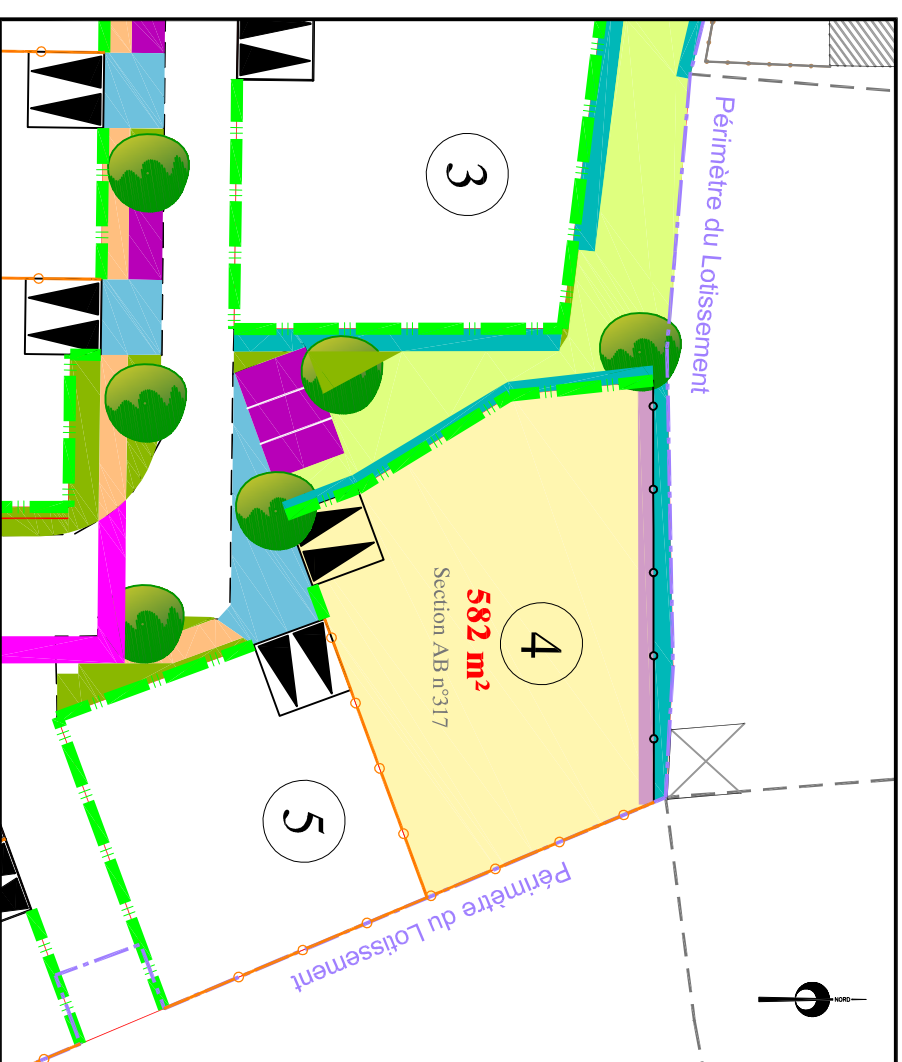 3
Périmètre du Lotissement
4
582 m²
Section AB n°317
5
Périmètre du Lotissement
NORD